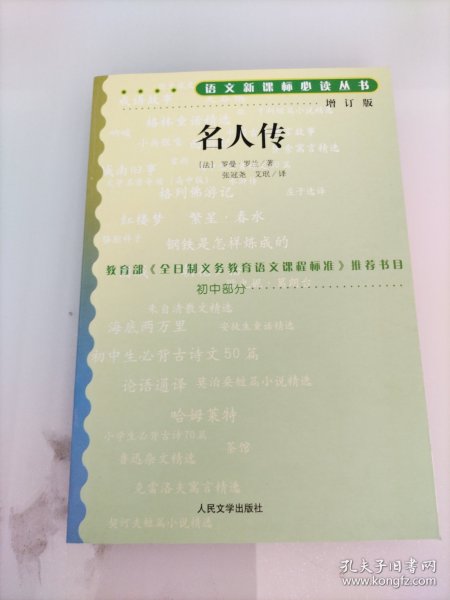 语文新课标必读丛书
增订版
名人传
[法] 罗曼·罗兰/著
张冠尧 艾珉/译
格林童话精选
格列佛游记
庄子选译
红楼梦 繁星·春水
骆驼祥子
钢铁是怎样炼成的
教育部《全日制义务教育语文课程标准》推荐书目
初中部分
朱自清散文精选
海底两万里
安徒生童话精选
初中生必背古诗文50篇
论语通译 莫泊桑短篇小说精选
哈姆莱特
小学生必背古诗70篇
茶馆
鲁迅杂文精选
克雷洛夫寓言精选
人民文学出版社
契诃夫短篇小说精选
孔夫子旧书网
www.kongfz.com